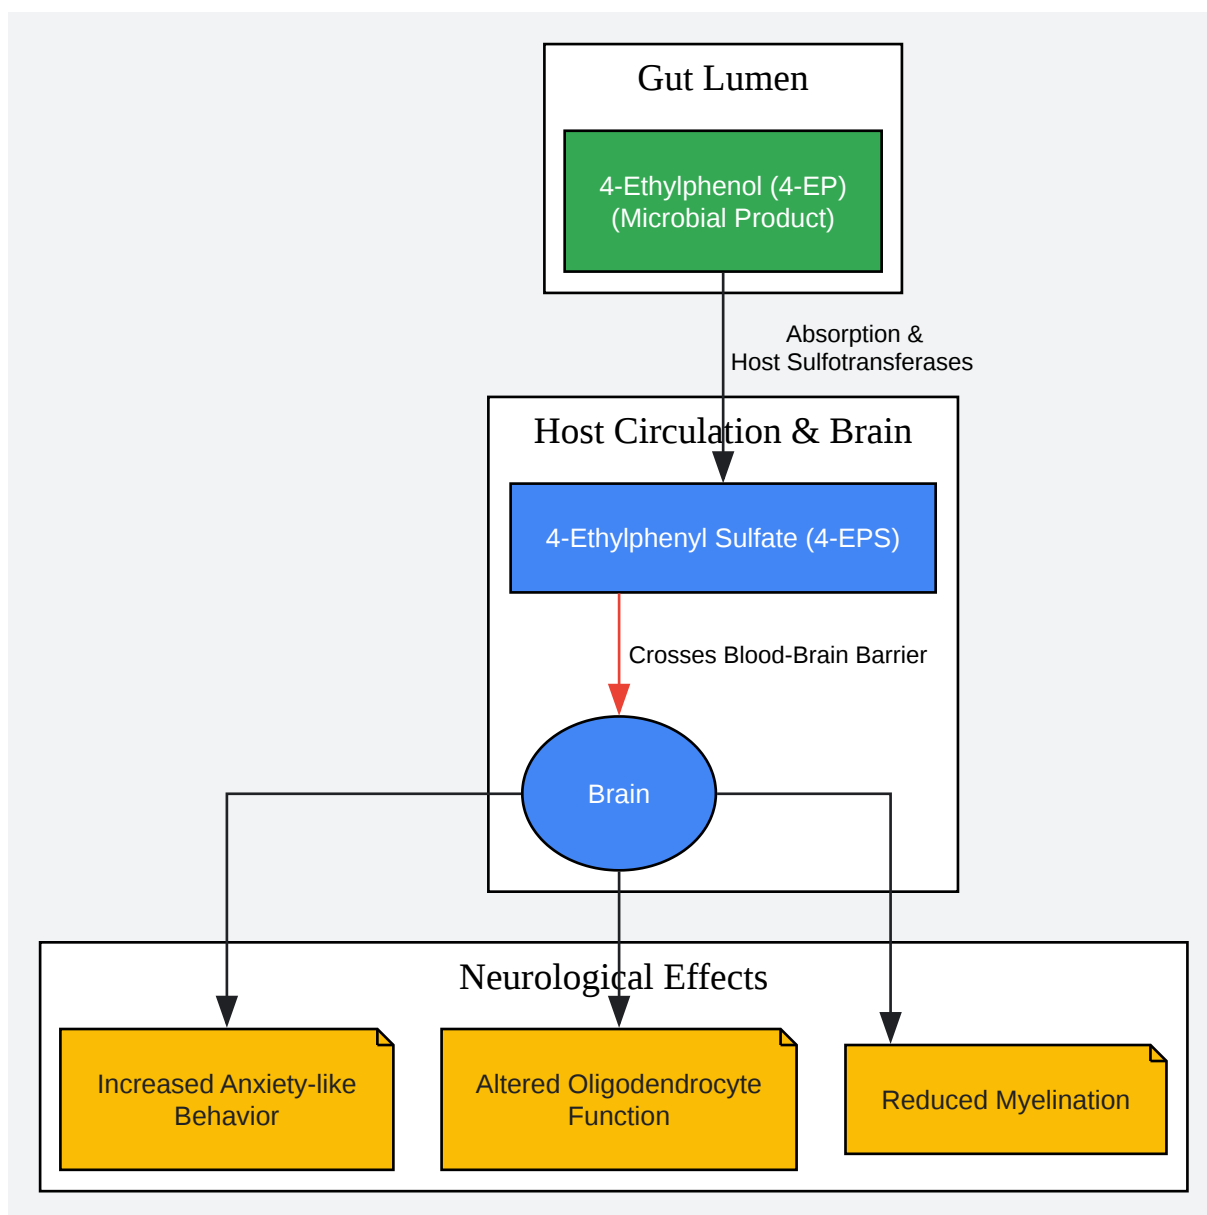 Gut Lumen
4-Ethylphenol (4-EP)
(Microbial Product)
Absorption &
Host Sulfotransferases
Host Circulation & Brain
4-Ethylphenyl Sulfate (4-EPS)
Crosses Blood-Brain Barrier
Brain
Neurological Effects
Increased Anxiety-like
Behavior
Altered Oligodendrocyte
Function
Reduced Myelination